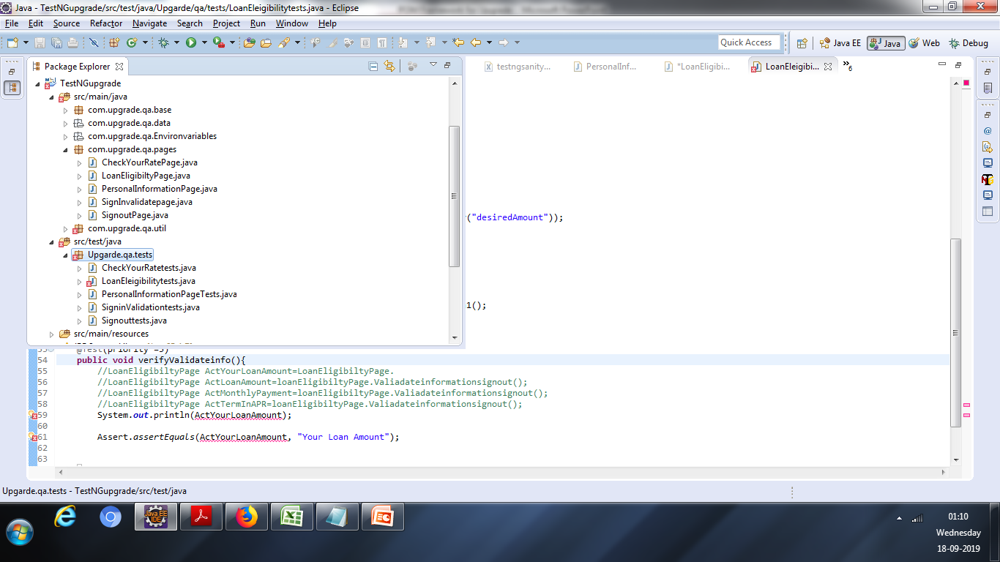 Java - TestNGupgrade/src/test/java/Upgarde/qa/tests/LoanEleigibilitytests.java - Eclipse
File Edit Source Refactor Navigate Search Project Run Window Help
Quick Access Java EE Java Web Debug
Package Explorer
testngsanity... PersonalInf... *LoanEligibi... LoanEleigibi... »6
TestNGupgrade
src/main/java
com.upgrade.qa.base
com.upgrade.qa.data
com.upgrade.qa.Environvariables
com.upgrade.qa.pages
CheckYourRatePage.java
LoanEligibiltyPage.java
PersonalInformationPage.java
SignInvalidatepage.java
SignoutPage.java
("desiredAmount"));
com.upgrade.qa.util
src/test/java
Upgarde.qa.tests
CheckYourRatetests.java
LoanEleigibilitytests.java
PersonalInformationPageTests.java
SigninValidationtests.java
1();
Signouttests.java
src/main/resources
@Test(priority =5)
54 public void verifyValidateinfo(){
55 //LoanEligibiltyPage ActYourLoanAmount=LoanEligibiltyPage.
56 //LoanEligibiltyPage ActLoanAmount=loanEligibiltyPage.Valiadateinformationsignout();
57 //LoanEligibiltyPage ActMonthlyPayment=loanEligibiltyPage.Valiadateinformationsignout();
58 //LoanEligibiltyPage ActTermInAPR=loanEligibiltyPage.Valiadateinformationsignout();
59 System.out.println(ActYourLoanAmount);
60
61 Assert.assertEquals(ActYourLoanAmount, "Your Loan Amount");
62
63
Upgarde.qa.tests - TestNGupgrade/src/test/java
Java EE
IDE
01:10
Wednesday
18-09-2019